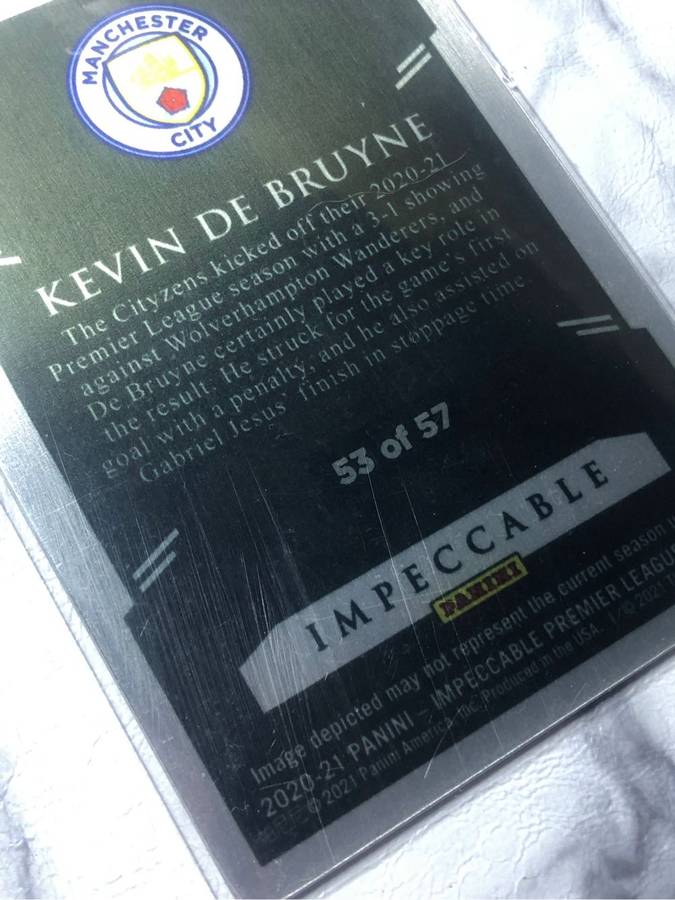 MANCHESTER
CITY
KEVIN DE BRUYNE
The Cityzens kicked off their 2020-21
Premier League season with a 3-1 showing
against Wolverhampton Wanderers, and
De Bruyne certainly played a key role in
the result. He struck for the game's first
goal with a penalty, and he also assisted on
Gabriel Jesus' finish in stoppage time.
53 of 57
IMPECCABLE
PANINI
Image depicted may not represent the current season
2020-21 PANINI – IMPECCABLE PREMIER LEAGUE
© 2021 Panini America, Inc. Produced in the USA. / © 2021